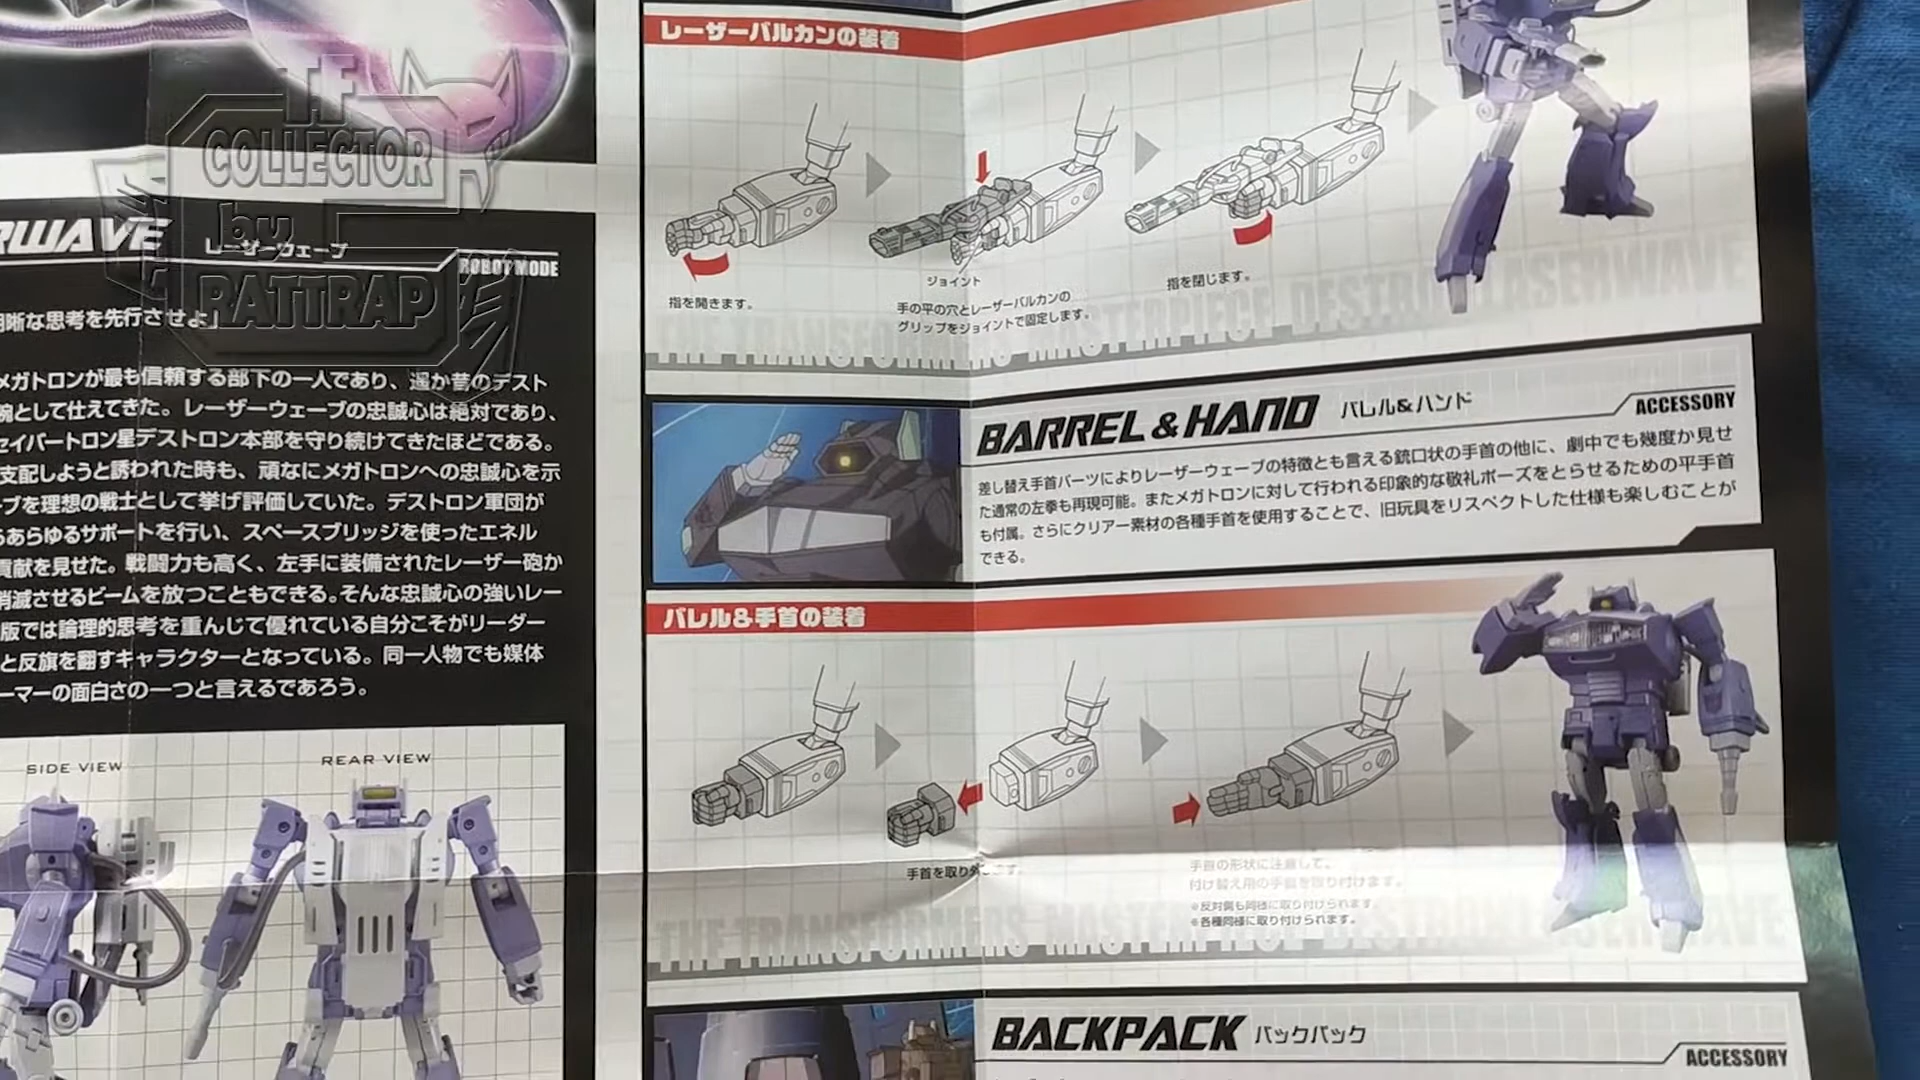 TF
COLLECTOR
by
RATTRAP
RWAVE レーザーウェーブ
ROBOT MODE
明晰な思考を先行させよ」
メガトロンが最も信頼する部下の一人であり、遥か昔のデスト
腕として仕えてきた。レーザーウェーブの忠誠心は絶対であり、
セイバートロン星デストロン本部を守り続けてきたほどである。
支配しようと誘われた時も、頑なにメガトロンへの忠誠心を示
ーブを理想の戦士として挙げ評価していた。デストロン軍団が
るあらゆるサポートを行い、スペースブリッジを使ったエネル
貢献を見せた。戦闘力も高く、左手に装備されたレーザー砲か
消滅させるビームを放つこともできる。そんな忠誠心の強いレー
版では論理的思考を重んじて優れている自分こそがリーダー
と反旗を翻すキャラクターとなっている。同一人物でも媒体
ーマーの面白さの一つと言えるであろう。
SIDE VIEW
REAR VIEW
レーザーバルカンの装着
指を開きます。
ジョイント
手の平の穴とレーザーバルカンの
グリップをジョイントで固定します。
指を閉じます。
THE TRANSFORMERS MASTERPIECE DESTRON LASERWAVE
BARREL & HAND バレル&ハンド
ACCESSORY
差し替え手首パーツによりレーザーウェーブの特徴とも言える銃口状の手首の他に、劇中でも幾度か見せ
た通常の左拳も再現可能。またメガトロンに対して行われる印象的な敬礼ポーズをとらせるための平手首
も付属。さらにクリアー素材の各種手首を使用することで、旧玩具をリスペクトした仕様も楽しむことが
できる。
バレル&手首の装着
手首を取り外します。
手首の形状に注意して、
付け替え用の手首を取り付けます。
※反対側も同様に取り付けられます。
※各種同様に取り付けられます。
THE TRANSFORMERS MASTERPIECE DESTRON LASERWAVE
BACKPACK バックパック
ACCESSORY